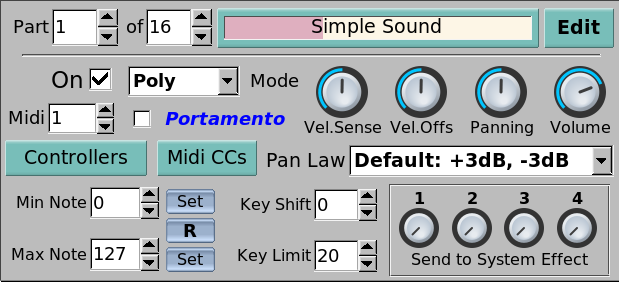 Part 1 of 16 Simple Sound Edit
On Poly Mode
Midi 1 Portamento Vel.Sense Vel.Offs Panning Volume
Controllers Midi CCs Pan Law Default: +3dB, -3dB
Min Note 0 Set Key Shift 0 1 2 3 4
R
Max Note 127 Set Key Limit 20 Send to System Effect